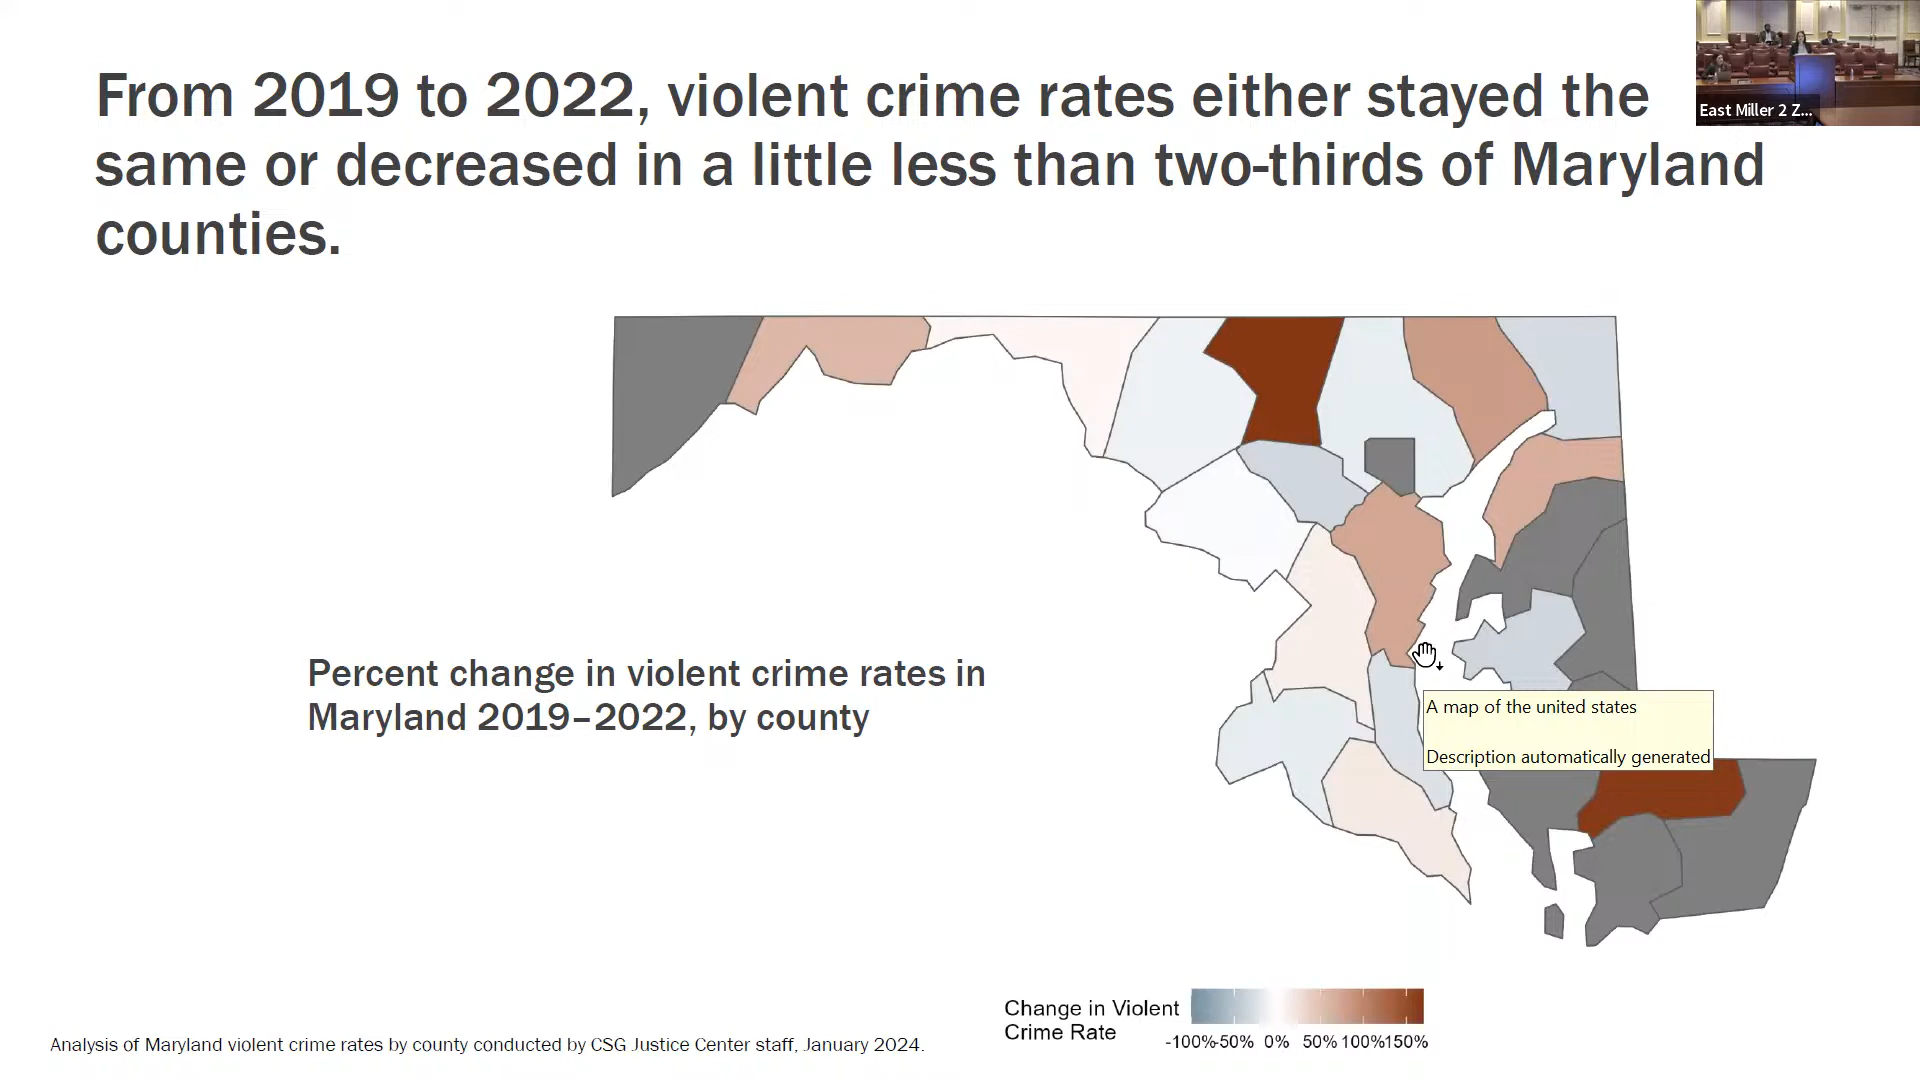 From 2019 to 2022, violent crime rates either stayed the
same or decreased in a little less than two-thirds of Maryland
counties.
East Miller 2 Z...
Percent change in violent crime rates in
Maryland 2019–2022, by county
A map of the united states
Description automatically generated
Change in Violent
Crime Rate
-100%-50% 0% 50% 100%150%
Analysis of Maryland violent crime rates by county conducted by CSG Justice Center staff, January 2024.